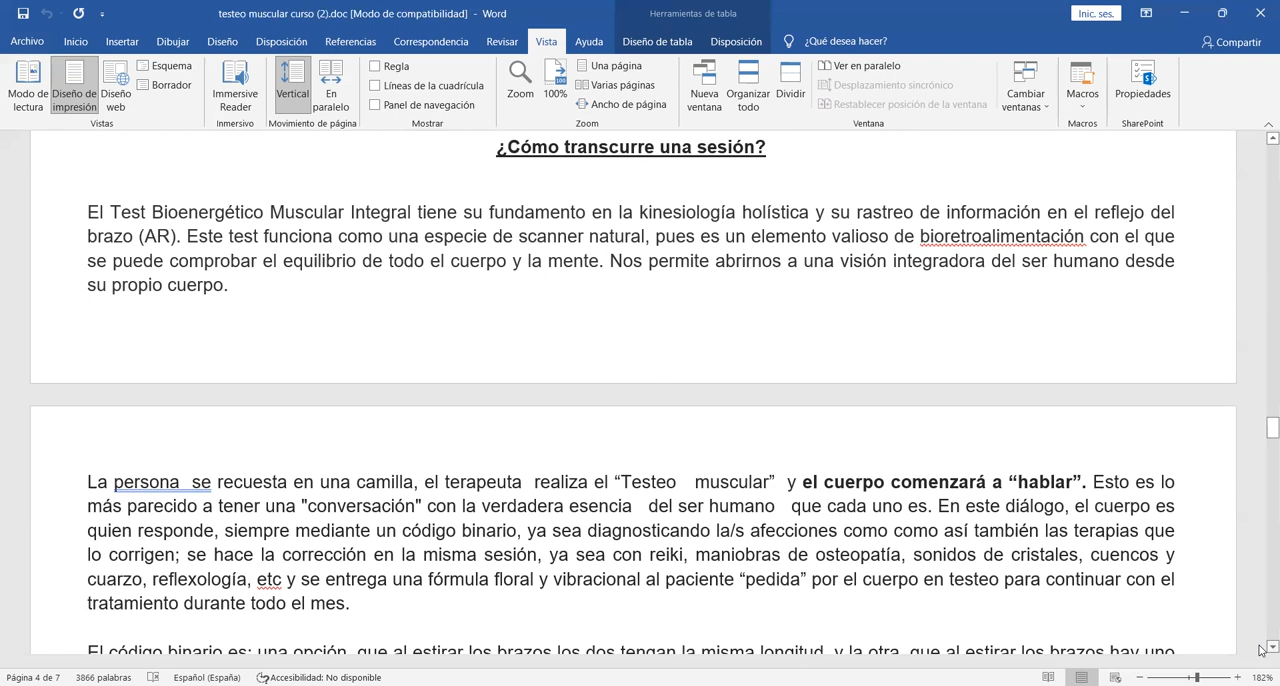 testeo muscular curso (2).doc [Modo de compatibilidad] - Word
Herramientas de tabla
Inic. ses.
Archivo Inicio Insertar Dibujar Diseño Disposición Referencias Correspondencia Revisar Vista Ayuda Diseño de tabla Disposición ¿Qué desea hacer? Compartir
Modo de lectura
Diseño de impresión
Diseño web
Esquema
Borrador
Vistas
Immersive Reader
Inmersivo
Vertical
En paralelo
Movimiento de página
Regla
Líneas de la cuadrícula
Panel de navegación
Mostrar
Zoom
100
100%
Una página
Varias páginas
Ancho de página
Zoom
Nueva ventana
Organizar todo
Dividir
Ver en paralelo
Desplazamiento sincrónico
Restablecer posición de la ventana
Ventana
Cambiar ventanas
Macros
Macros
Propiedades
SharePoint
¿Cómo transcurre una sesión?
El Test Bioenergético Muscular Integral tiene su fundamento en la kinesiología holística y su rastreo de información en el reflejo del
brazo (AR). Este test funciona como una especie de scanner natural, pues es un elemento valioso de bioretroalimentación con el que
se puede comprobar el equilibrio de todo el cuerpo y la mente. Nos permite abrirnos a una visión integradora del ser humano desde
su propio cuerpo.
La persona se recuesta en una camilla, el terapeuta realiza el “Testeo muscular” y el cuerpo comenzará a “hablar”. Esto es lo
más parecido a tener una "conversación" con la verdadera esencia del ser humano que cada uno es. En este diálogo, el cuerpo es
quien responde, siempre mediante un código binario, ya sea diagnosticando la/s afecciones como como así también las terapias que
lo corrigen; se hace la corrección en la misma sesión, ya sea con reiki, maniobras de osteopatía, sonidos de cristales, cuencos y
cuarzo, reflexología, etc y se entrega una fórmula floral y vibracional al paciente “pedida” por el cuerpo en testeo para continuar con el
tratamiento durante todo el mes.
El código binario es: una opción, que al estirar los brazos los dos tengan la misma longitud, y la otra, que al estirar los brazos hay uno
Página 4 de 7 3866 palabras Español (España) Accesibilidad: No disponible 182%